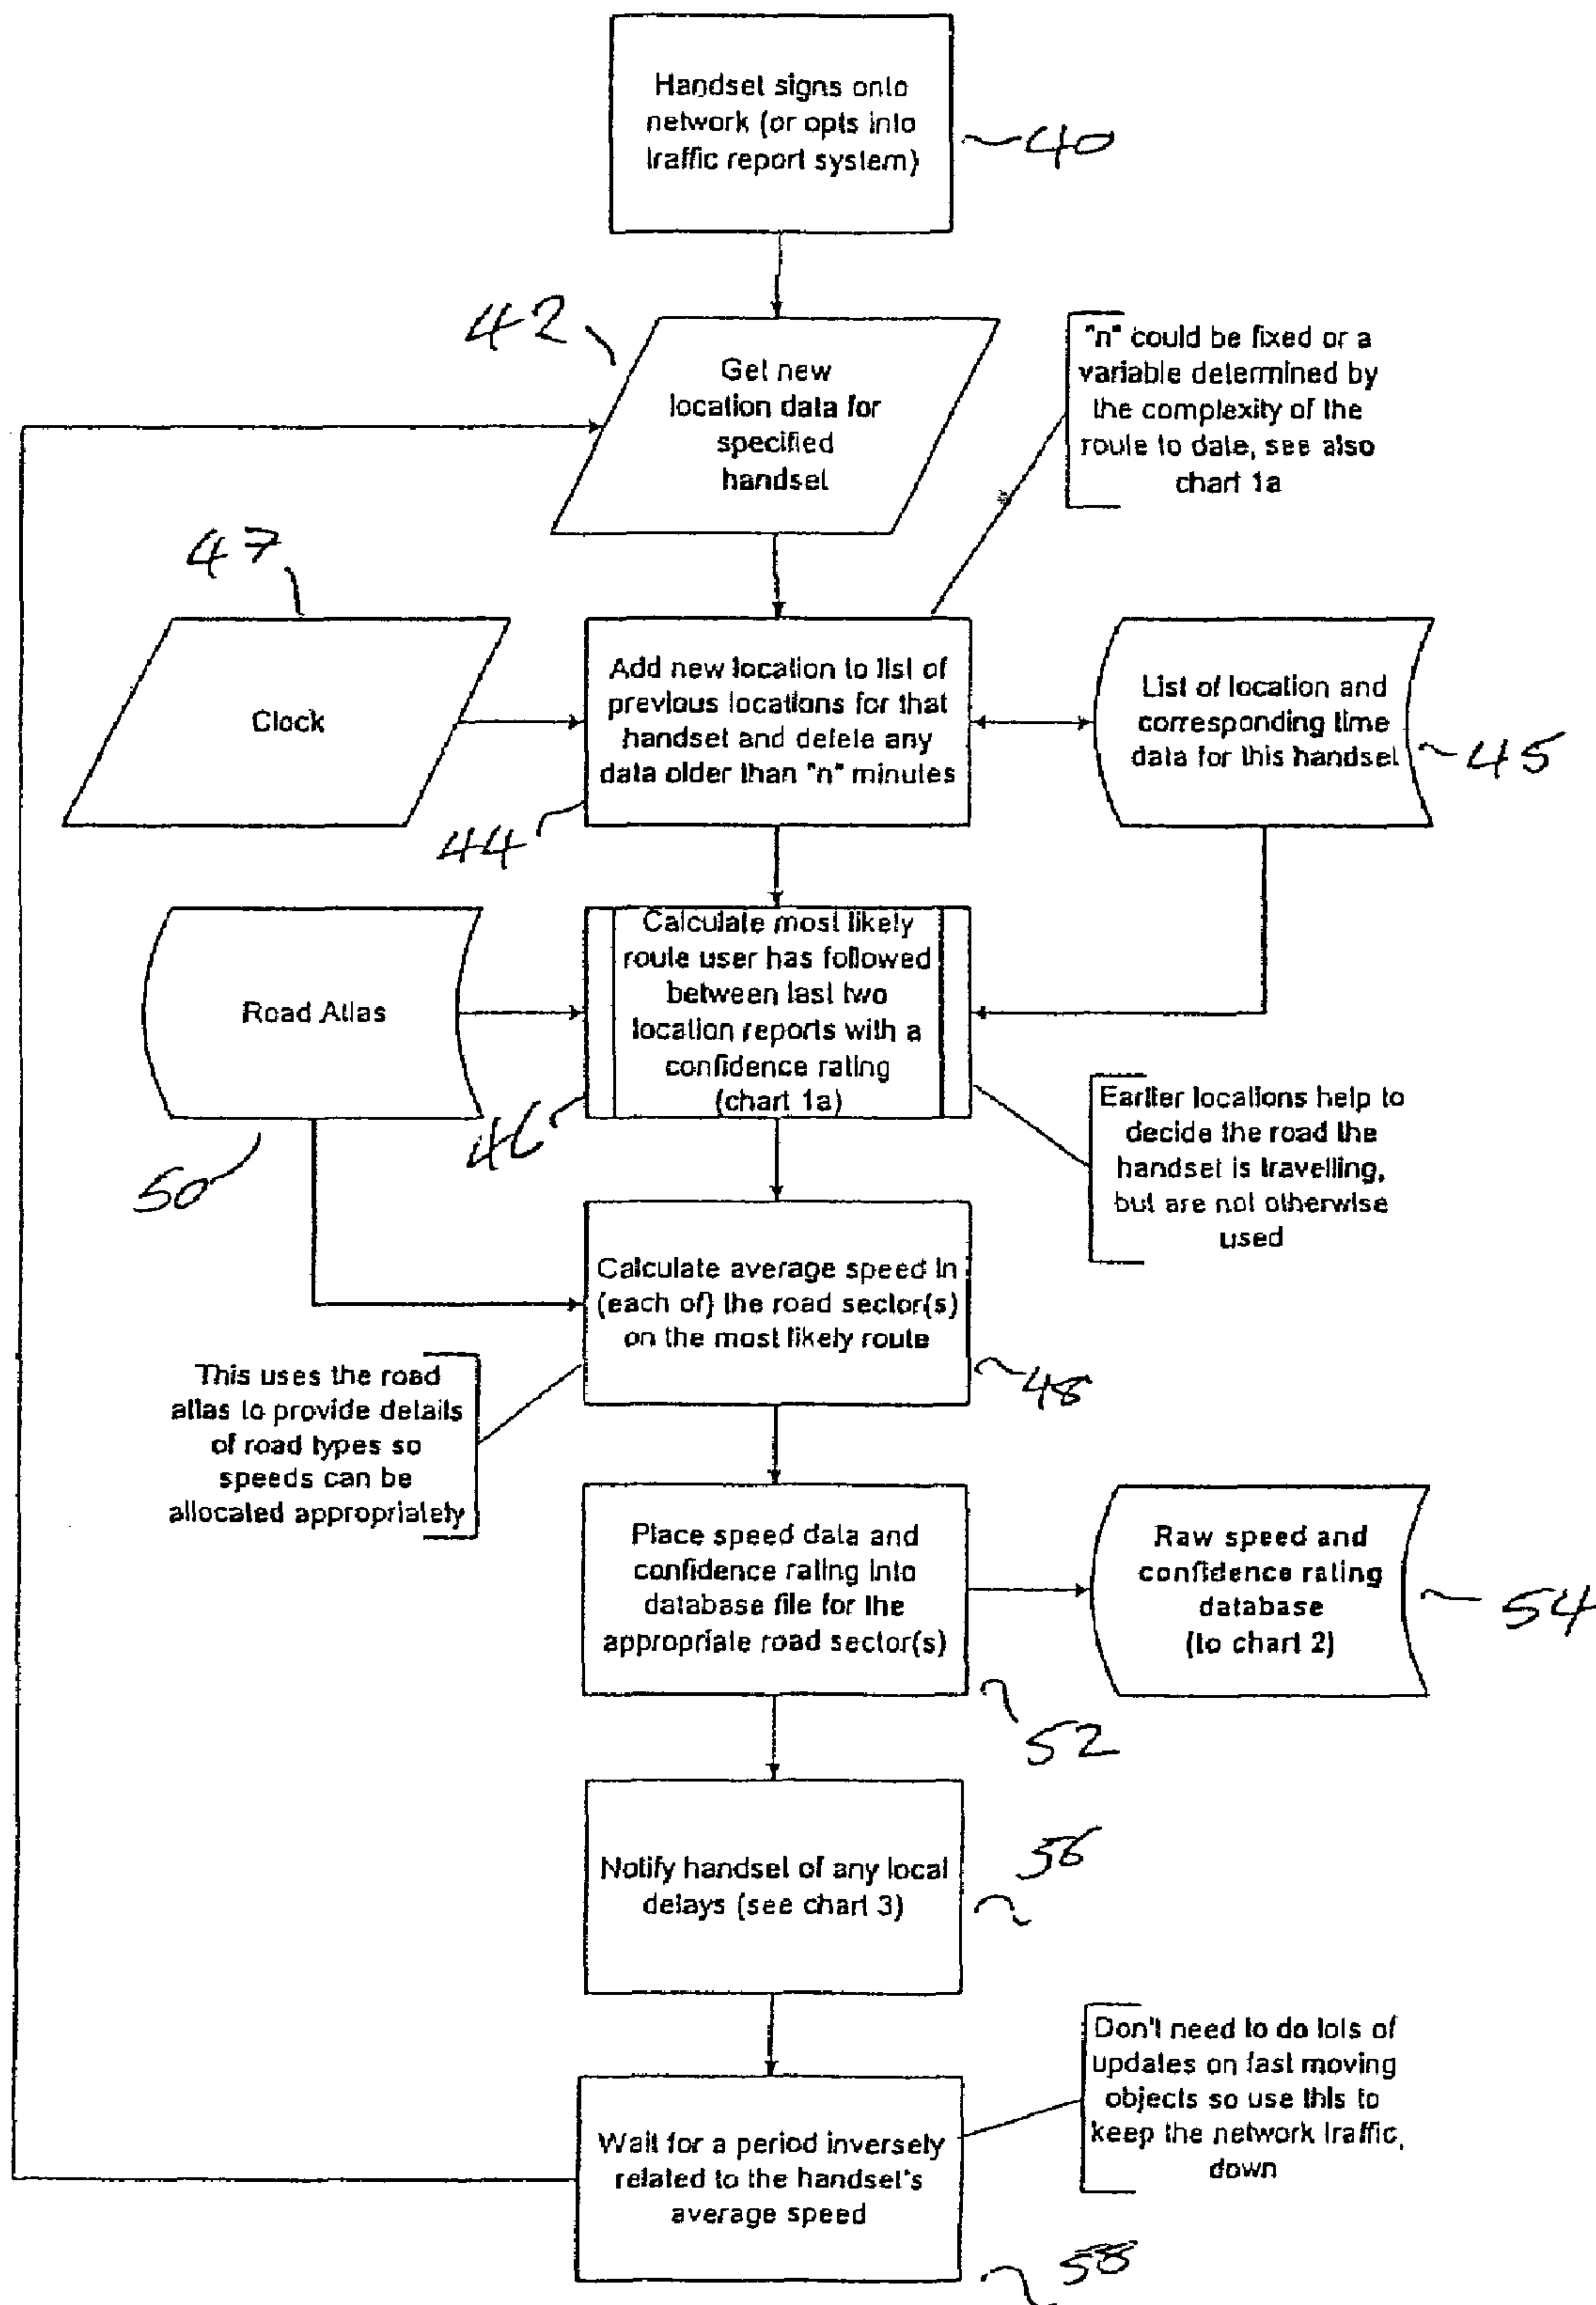 Handset signs onto
network (or opts into
traffic report system)
40
42
Get new
location data for
specified
handset
"n" could be fixed or a
variable determined by
the complexity of the
route to date, see also
chart 1a
47
Clock
Add new location to list of
previous locations for that
handset and delete any
data older than "n" minutes
44
List of location and
corresponding time
data for this handset
45
Road Atlas
50
Calculate most likely
route user has followed
between last two
location reports with a
confidence rating
(chart 1a)
46
Earlier locations help to
decide the road the
handset is travelling,
but are not otherwise
used
Calculate average speed in
(each of) the road sector(s)
on the most likely route
48
This uses the road
atlas to provide details
of road types so
speeds can be
allocated appropriately
Place speed data and
confidence rating into
database file for the
appropriate road sector(s)
52
Raw speed and
confidence rating
database
(to chart 2)
54
Notify handset of any local
delays (see chart 3)
56
Wait for a period inversely
related to the handset's
average speed
58
Don't need to do lots of
updates on fast moving
objects so use this to
keep the network traffic,
down